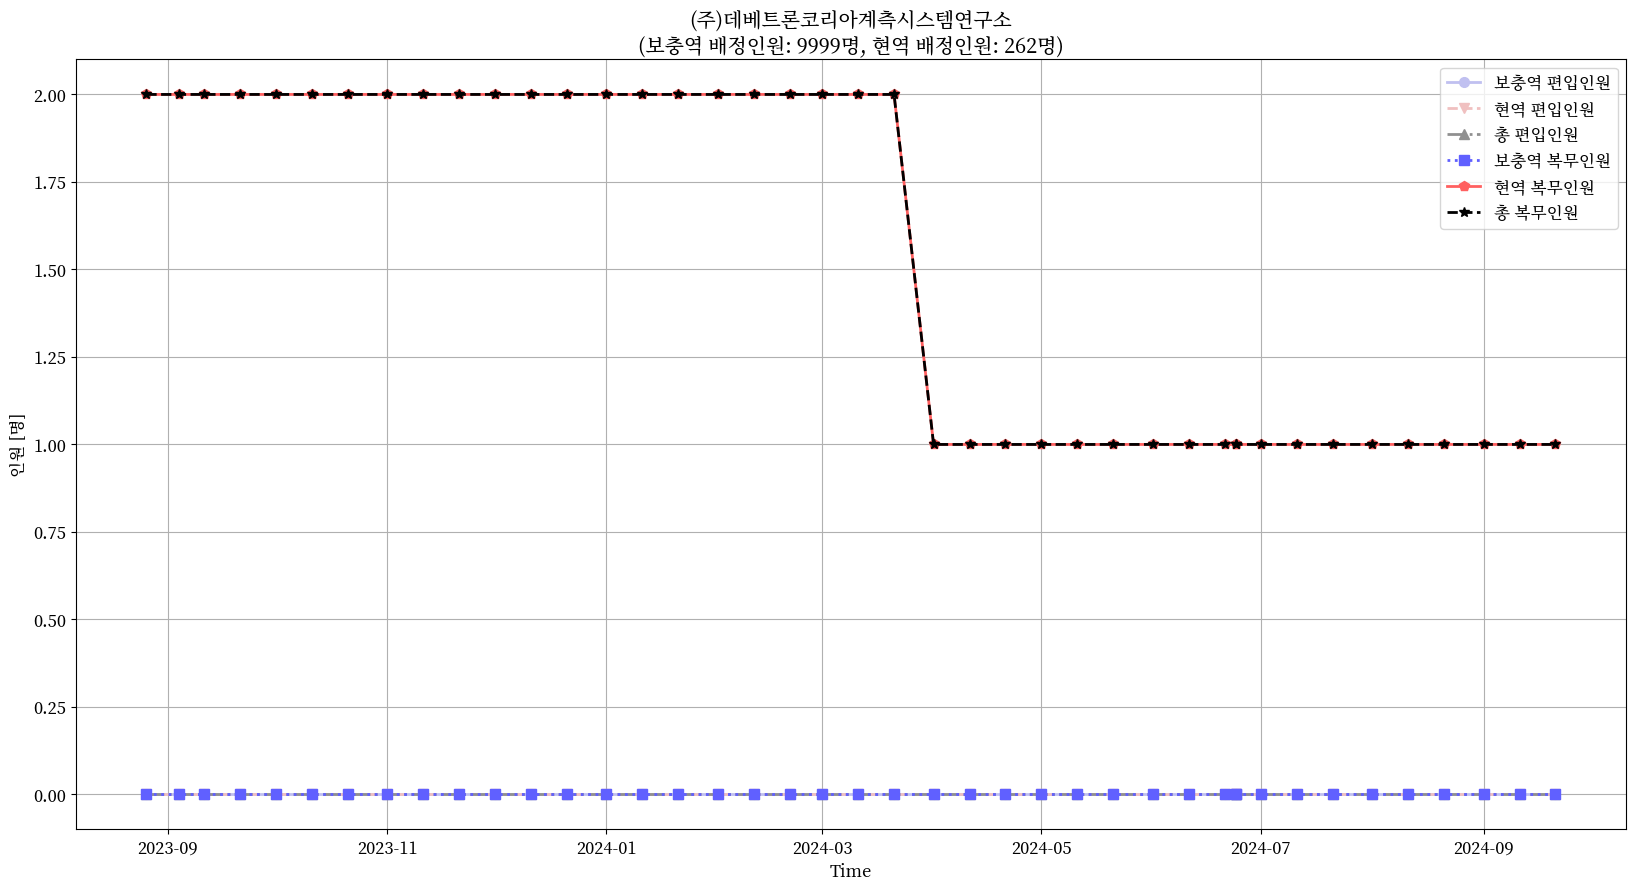 (주)데베트론코리아계측시스템연구소
(보충역 배정인원: 9999명, 현역 배정인원: 262명)
보충역 편입인원
현역 편입인원
총 편입인원
보충역 복무인원
현역 복무인원
총 복무인원
2.00
1.75
1.50
1.25
1.00
0.75
0.50
0.25
0.00
인원 [명]
2023-09
2023-11
2024-01
2024-03
2024-05
2024-07
2024-09
Time